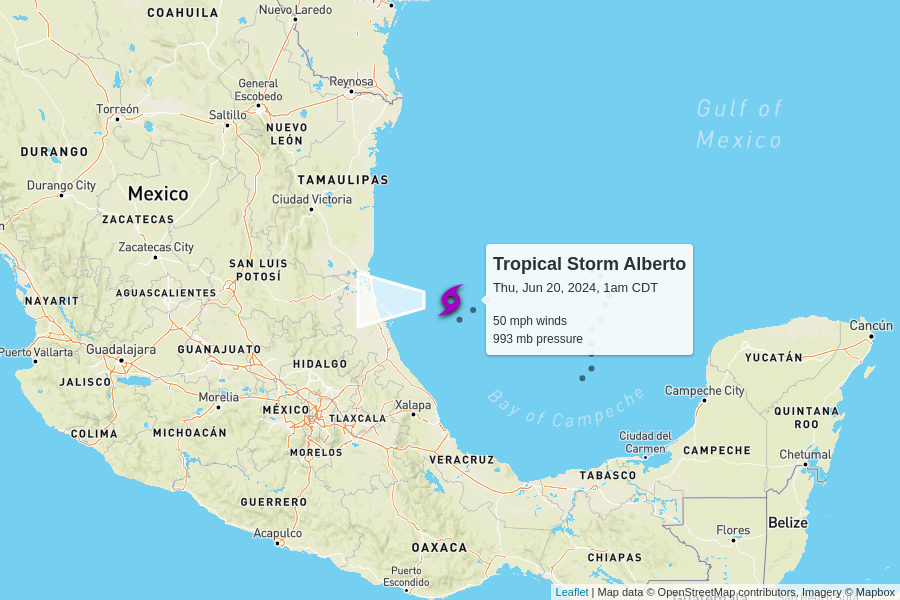 COAHUILA
Nuevo Laredo
General
Escobedo
Reynosa
Torreón
Saltillo
NUEVO
LEÓN
Gulf of
Mexico
DURANGO
Durango City
Mexico
TAMAULIPAS
Ciudad Victoria
ZACATECAS
Zacatecas City
SAN LUIS
POTOSÍ
AGUASCALIENTES
NAYARIT
Tropical Storm Alberto
Thu, Jun 20, 2024, 1am CDT
50 mph winds
993 mb pressure
Cancún
Puerto Vallarta
Guadalajara
GUANAJUATO
HIDALGO
YUCATÁN
JALISCO
Morelia
MÉXICO
TLAXCALA
Xalapa
Bay of Campeche
Campeche City
QUINTANA
ROO
COLIMA
MICHOACÁN
MORELOS
VERACRUZ
Ciudad del
Carmen
CAMPECHE
Chetumal
TABASCO
GUERRERO
Acapulco
OAXACA
Flores
Belize
CHIAPAS
Puerto
Escondido
Guatemala
Leaflet | Map data © OpenStreetMap contributors, Imagery © Mapbox